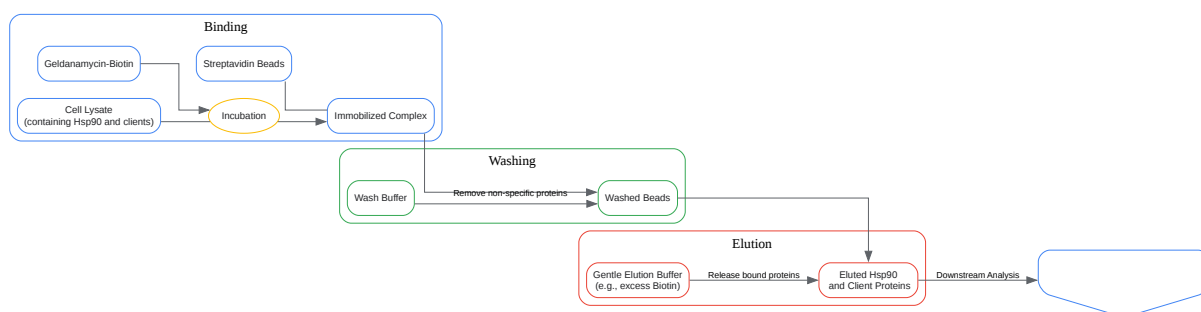 Binding
Geldanamycin-Biotin
Streptavidin Beads
Cell Lysate
(containing Hsp90 and clients)
Incubation
Immobilized Complex
Washing
Wash Buffer
Remove non-specific proteins
Washed Beads
Elution
Gentle Elution Buffer
(e.g., excess Biotin)
Release bound proteins
Eluted Hsp90
and Client Proteins
Downstream Analysis